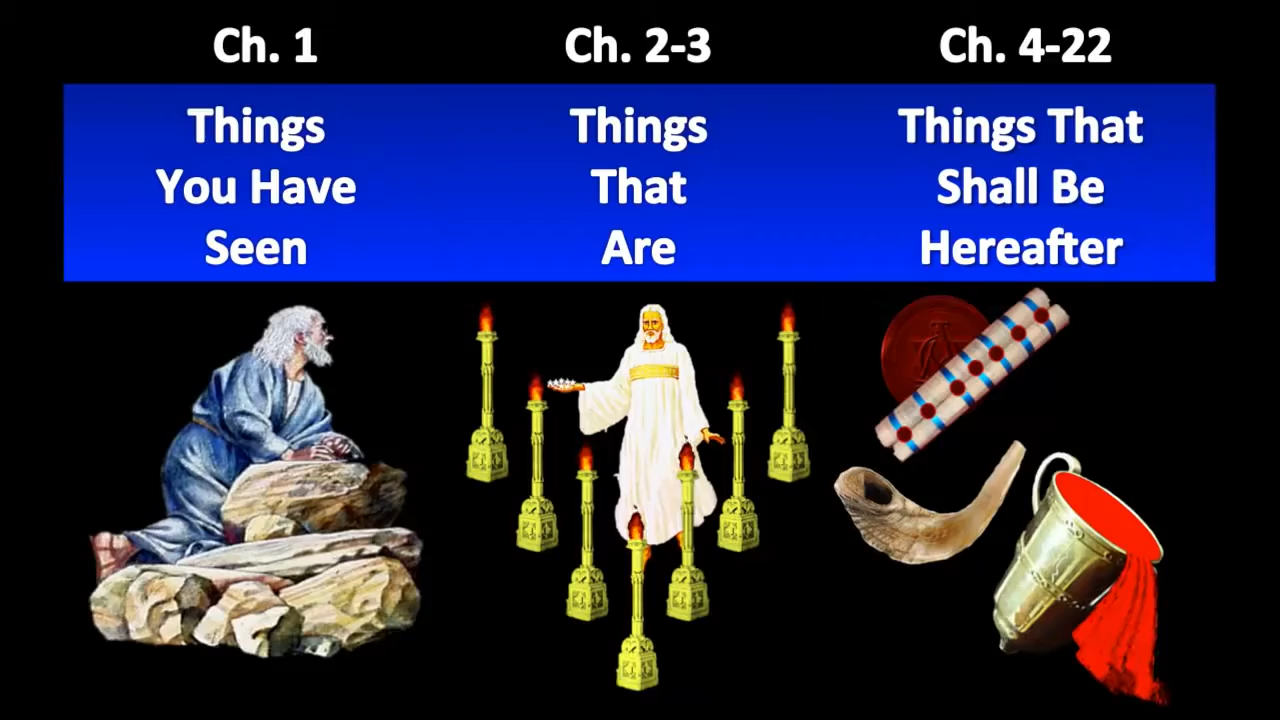 Ch. 1
Things
You Have
Seen
Ch. 2-3
Things
That
Are
Ch. 4-22
Things That
Shall Be
Hereafter